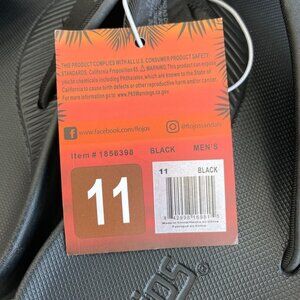 THIS PRODUCT COMPLIES WITH ALL U.S. CONSUMER PRODUCT SAFETY
STANDARDS. California Proposition 65. ⚠ WARNING: This product can expose
you to chemicals including Phthalates, which are known to the State of
California to cause birth defects or other reproductive harm and/or cancer.
For more information go to www.P65Warnings.ca.gov
www.facebook.com/flojos
@flojossandals
Item # 1856398 BLACK MEN'S
11
11 BLACK